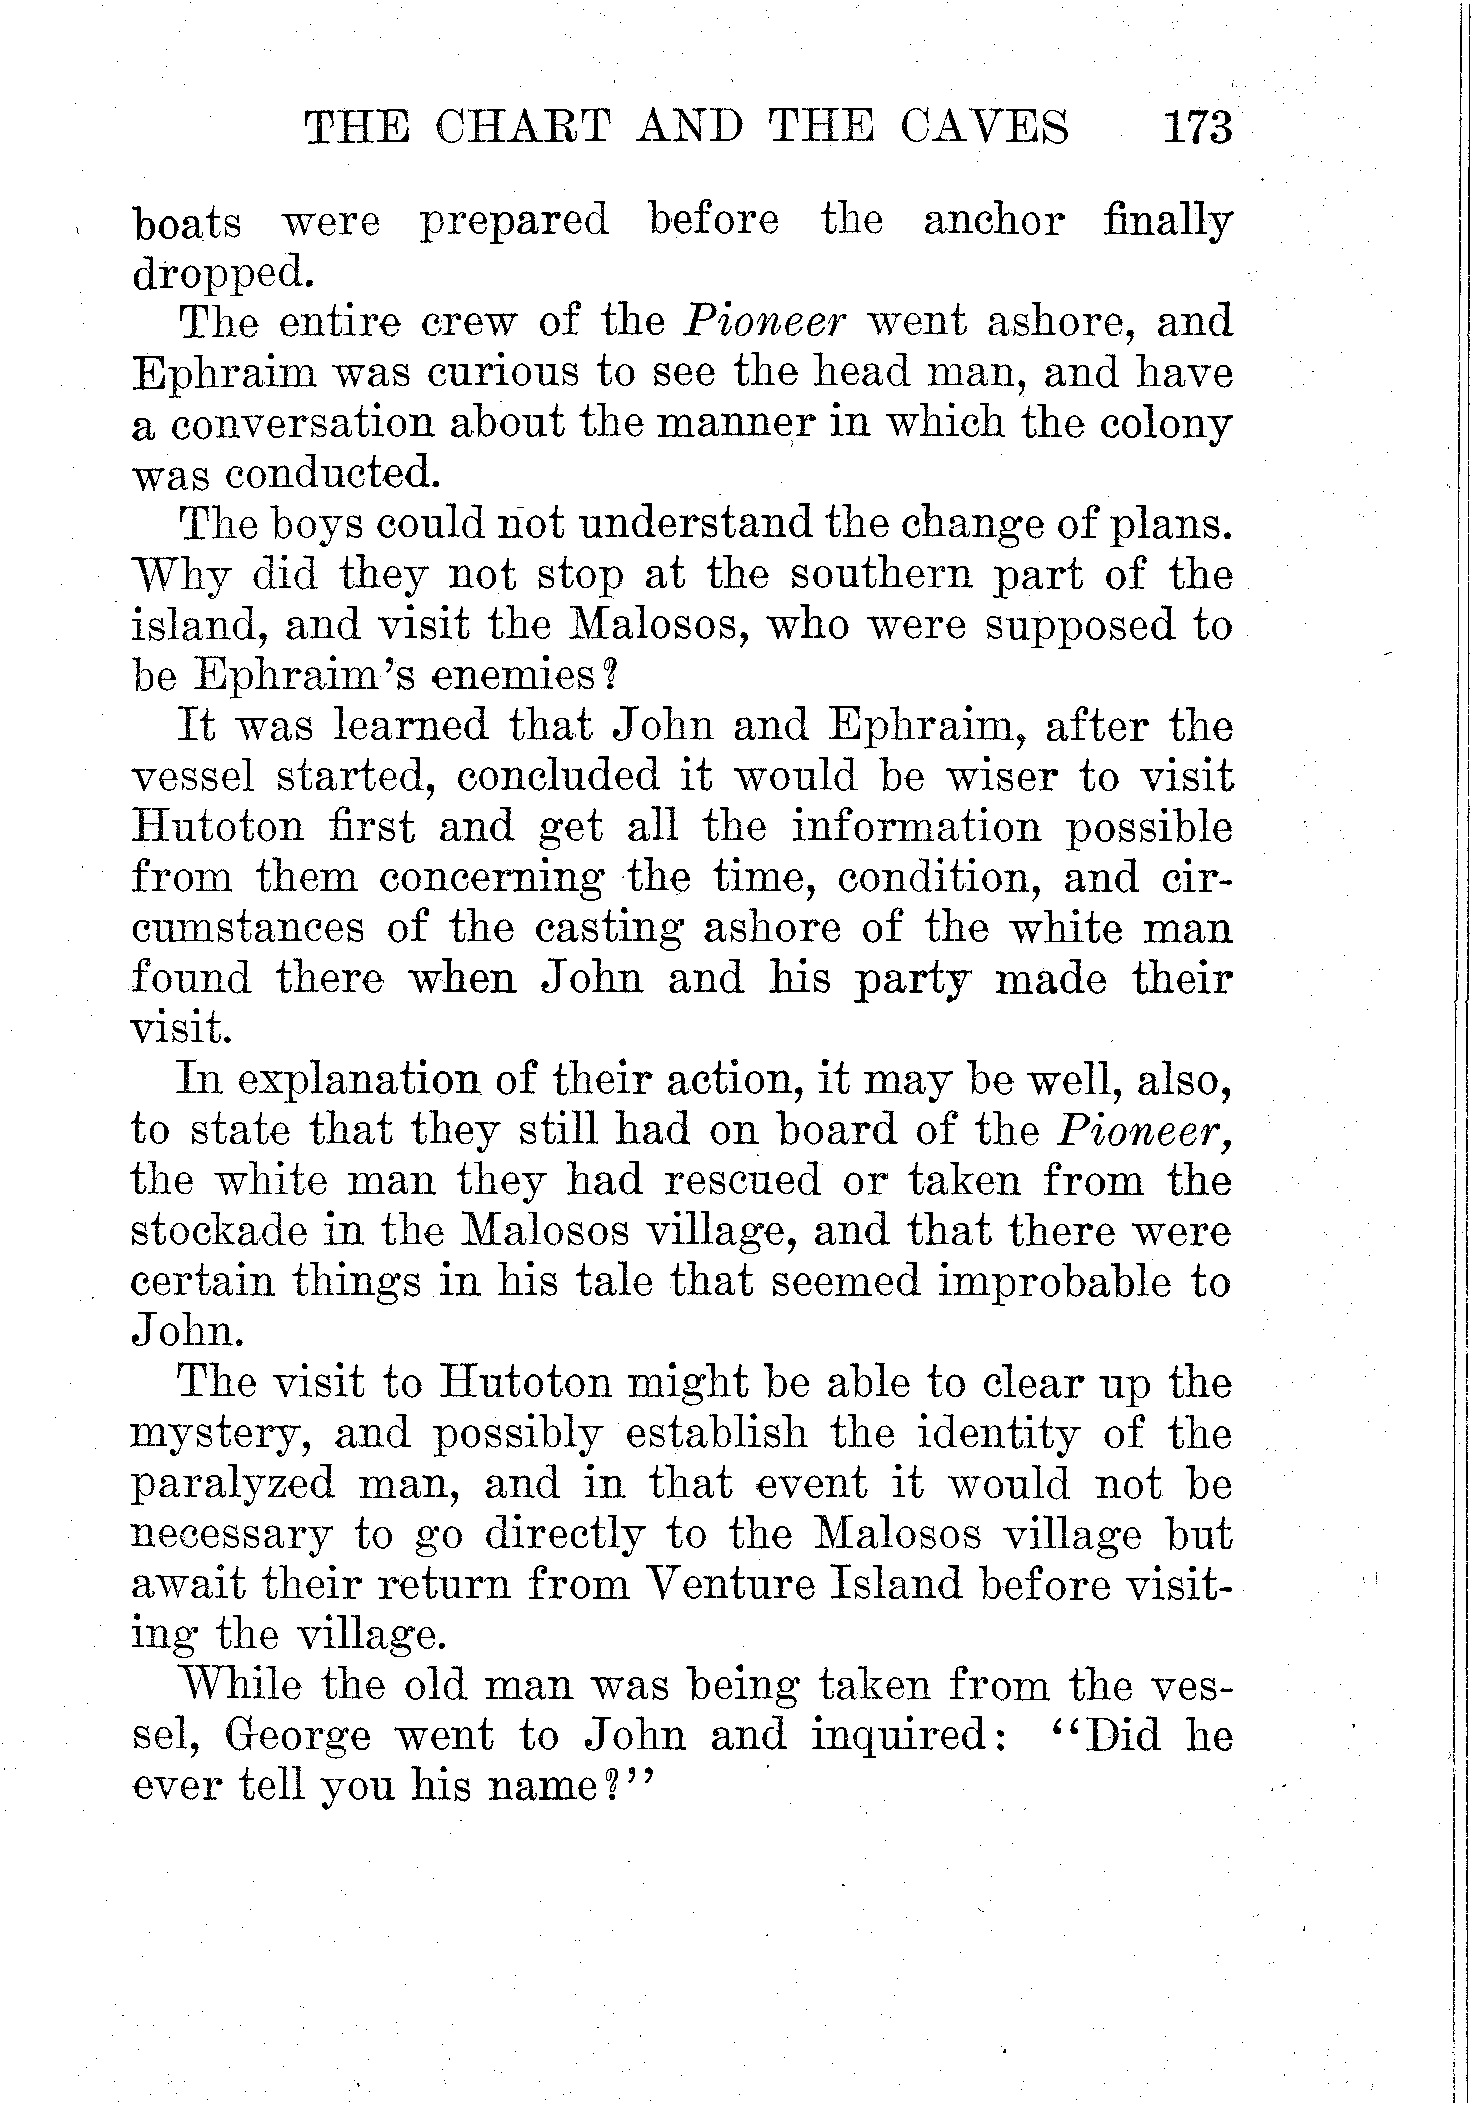 THE CHART AND THE CAVES 173
boats were prepared before the anchor finally
dropped.
The entire crew of the Pioneer went ashore, and
Ephraim was curious to see the head man, and have
a conversation about the manner in which the colony
was conducted.
The boys could not understand the change of plans.
Why did they not stop at the southern part of the
island, and visit the Malosos, who were supposed to
be Ephraim's enemies?
It was learned that John and Ephraim, after the
vessel started, concluded it would be wiser to visit
Hutoton first and get all the information possible
from them concerning the time, condition, and cir-
cumstances of the casting ashore of the white man
found there when John and his party made their
visit.
In explanation of their action, it may be well, also,
to state that they still had on board of the Pioneer,
the white man they had rescued or taken from the
stockade in the Malosos village, and that there were
certain things in his tale that seemed improbable to
John.
The visit to Hutoton might be able to clear up the
mystery, and possibly establish the identity of the
paralyzed man, and in that event it would not be
necessary to go directly to the Malosos village but
await their return from Venture Island before visit-
ing the village.
While the old man was being taken from the ves-
sel, George went to John and inquired: "Did he
ever tell you his name?"